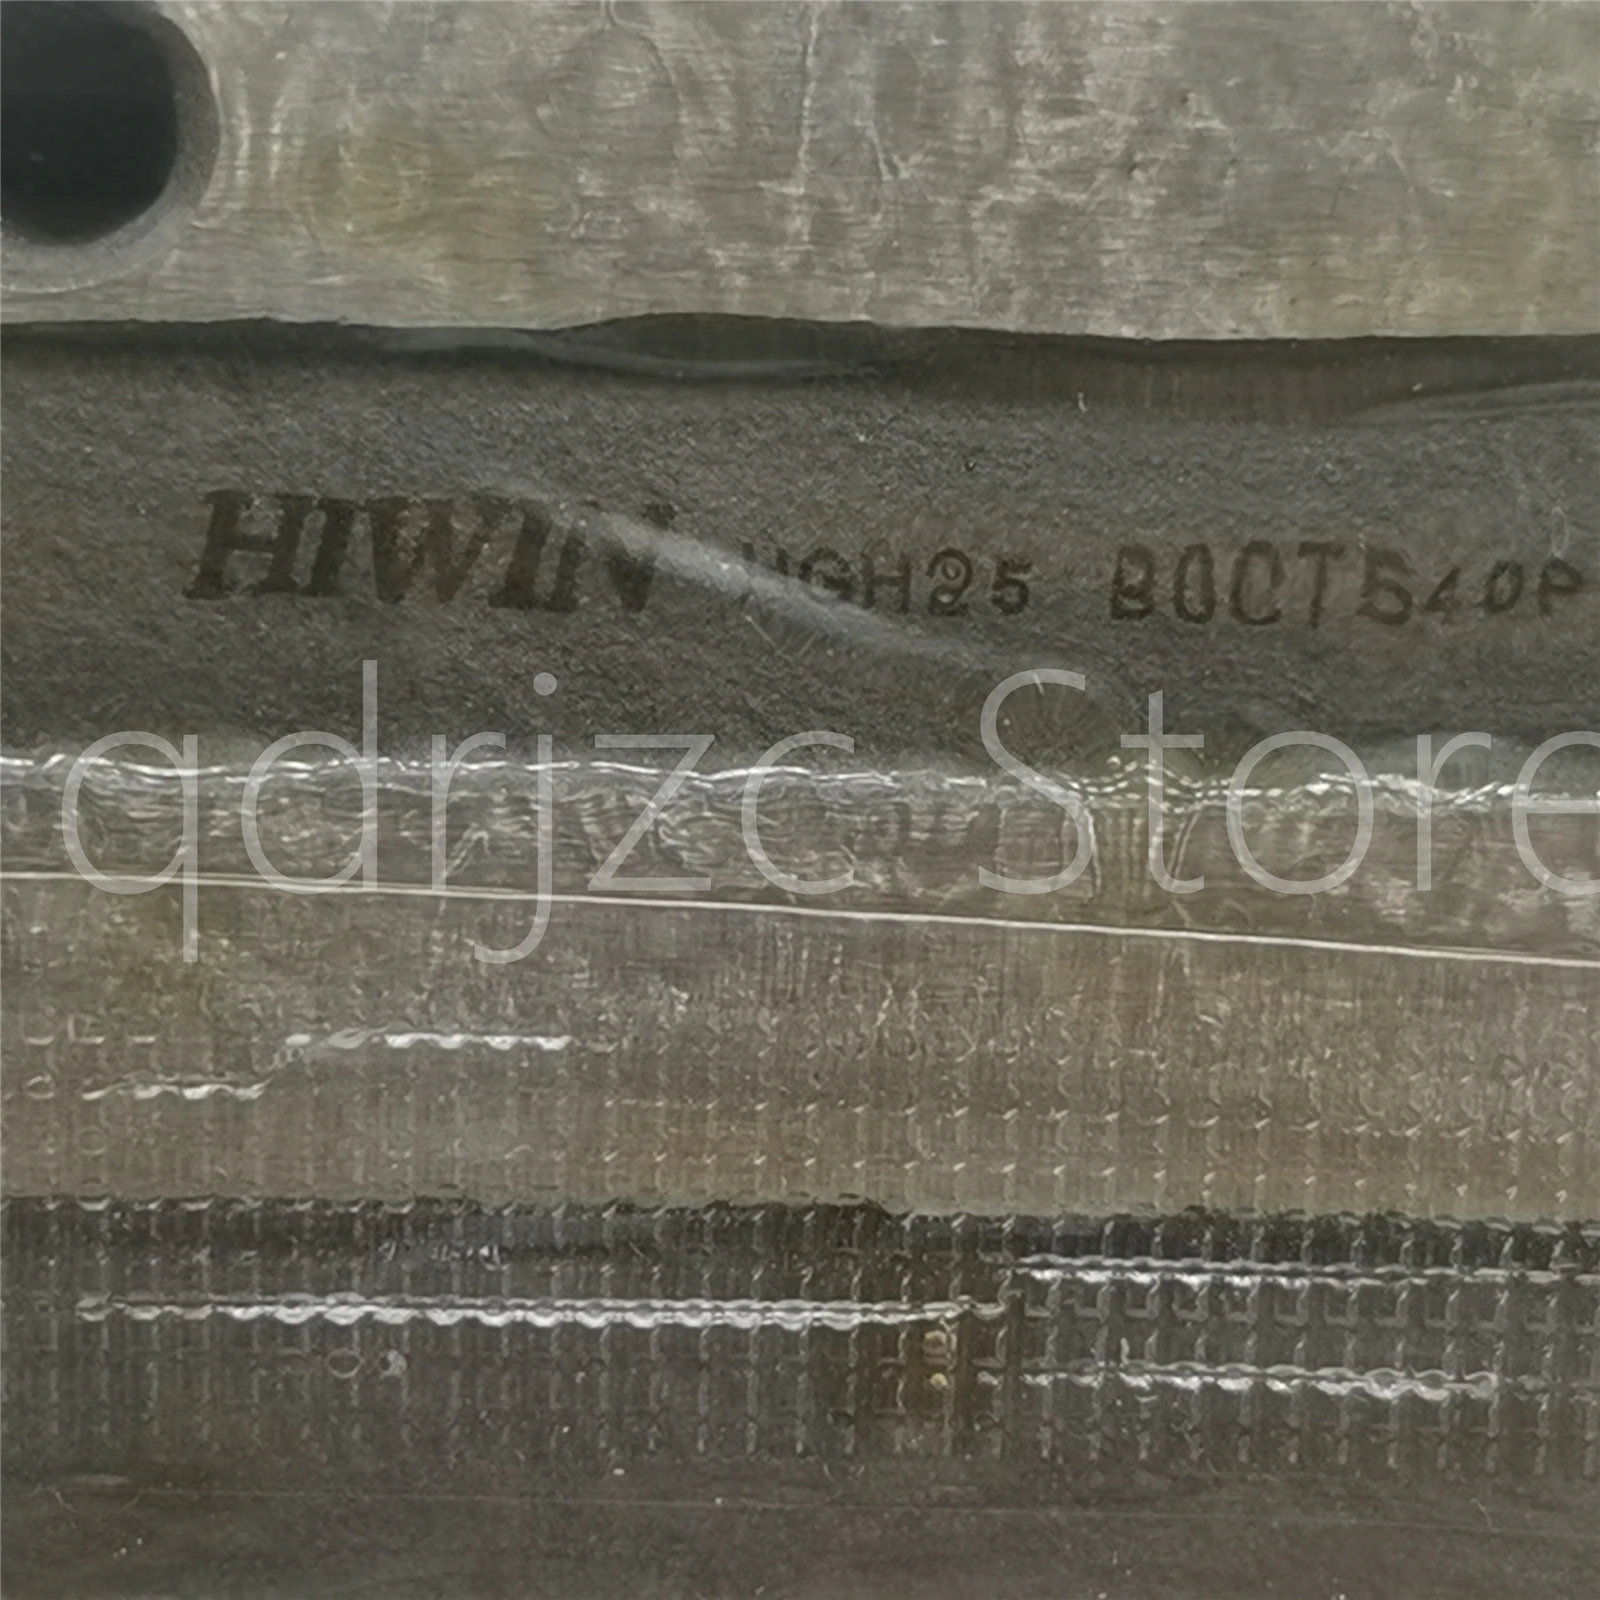 HIWIN HGH25 B0CT540P
qdrjzc Store